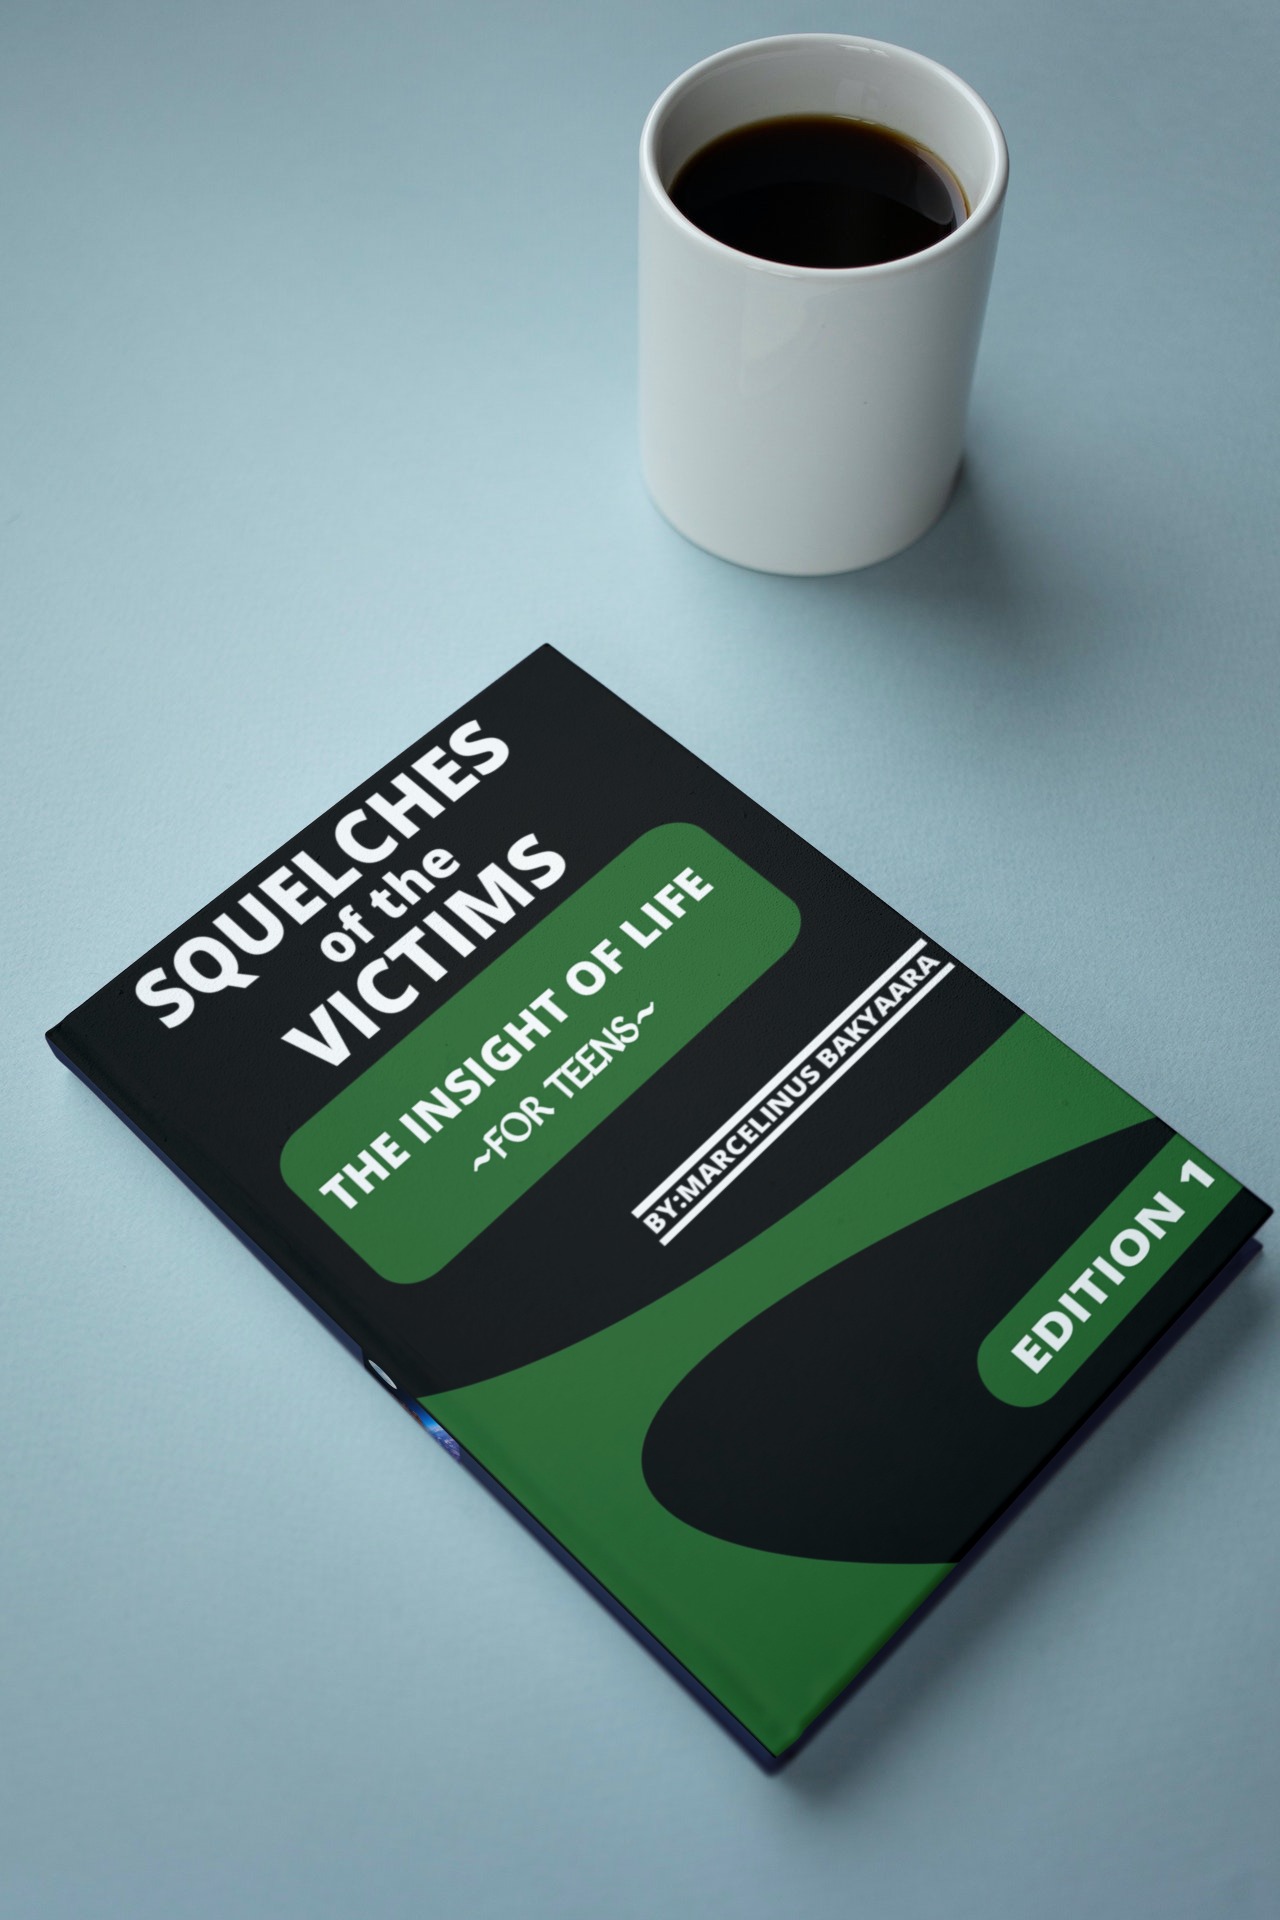 SQUELCHES
of the
VICTIMS
THE INSIGHT OF LIFE
~FOR TEENS~
BY:MARCELINUS BAKYAARA
EDITION 1